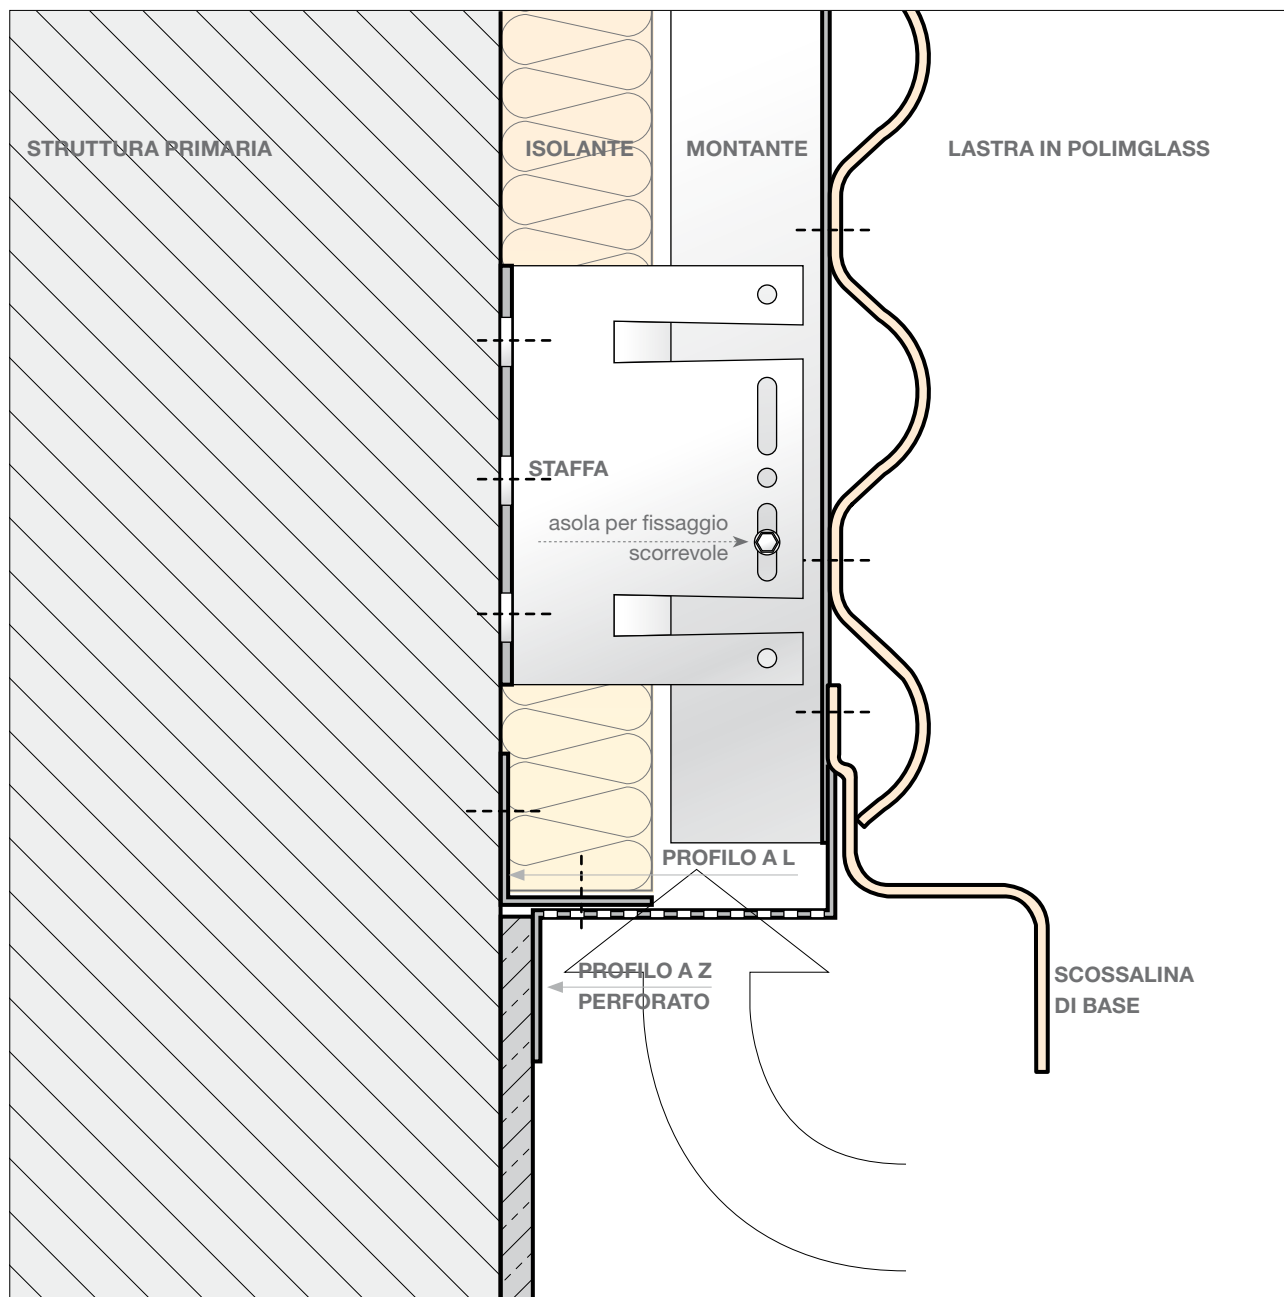 STRUTTURA PRIMARIA
ISOLANTE
MONTANTE
LASTRA IN POLIMGLASS
STAFFA
asola per fissaggio
scorrevole
PROFILO A L
PROFILO A Z
PERFORATO
SCOSSALINA
DI BASE